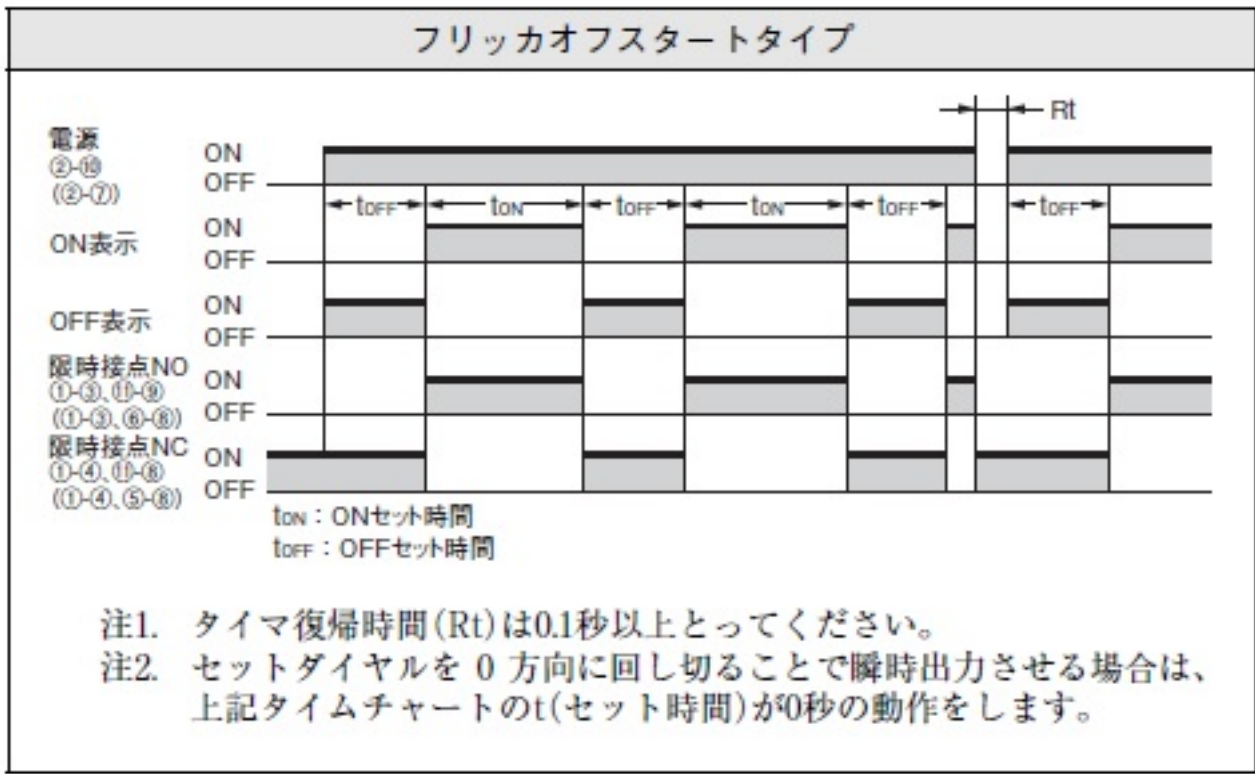 フリッカオフスタートタイプ
Rt
電源
②-⑩
(②-⑦)
ON
OFF
tOFF tON tOFF tON tOFF tOFF
ON表示
ON
OFF
OFF表示
ON
OFF
限時接点NO
①-③、⑪-⑨
(①-③、⑥-⑧)
ON
OFF
限時接点NC
①-④、⑪-⑧
(①-④、⑤-⑧)
ON
OFF
tON：ONセット時間
tOFF：OFFセット時間
注1. タイマ復帰時間(Rt)は0.1秒以上とってください。
注2. セットダイヤルを 0 方向に回し切ることで瞬時出力させる場合は、
上記タイムチャートのt(セット時間)が0秒の動作をします。